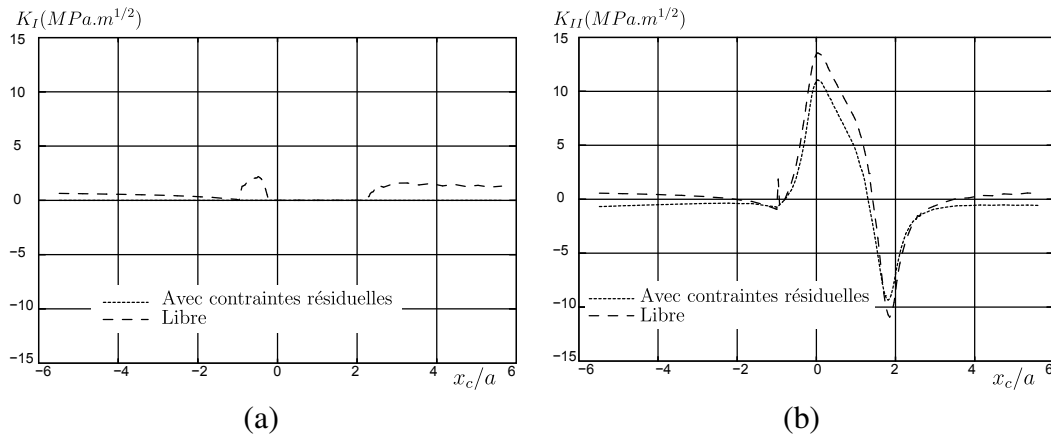 K_I(MPa.m^{1/2})
15
10
5
0
−5
−10
−15
Avec contraintes résiduelles
Libre
−6
−4
−2
0
2
4
6
x_c/a
(a)
K_{II}(MPa.m^{1/2})
15
10
5
0
−5
−10
−15
Avec contraintes résiduelles
Libre
−6
−4
−2
0
2
4
6
x_c/a
(b)